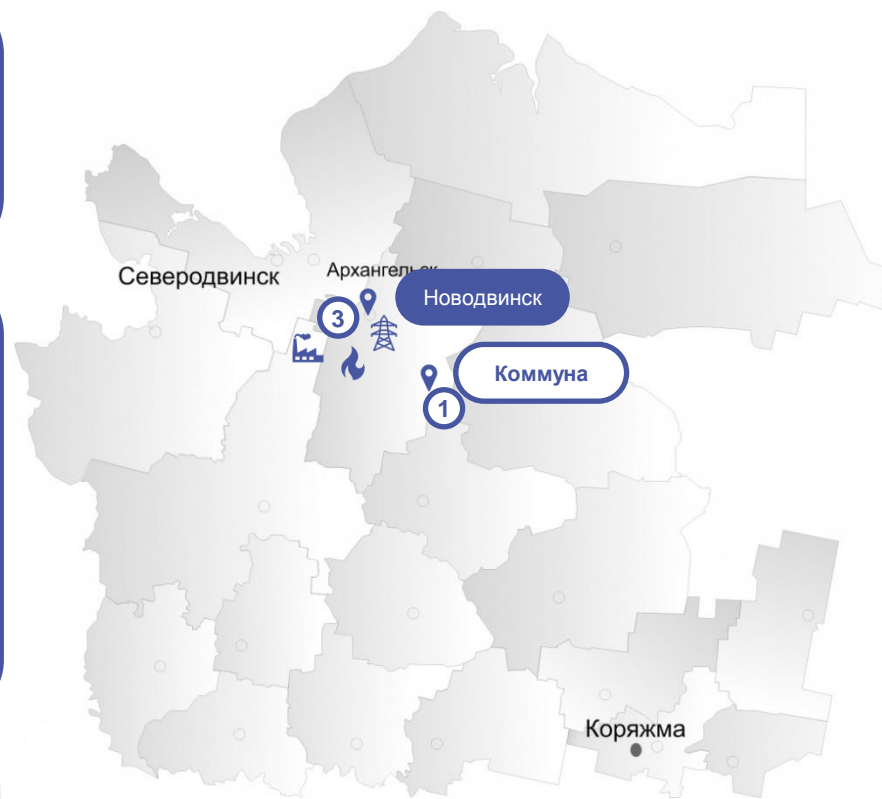 Архангельск
Северодвинск
Новодвинск
3
Коммуна
1
Коряжма